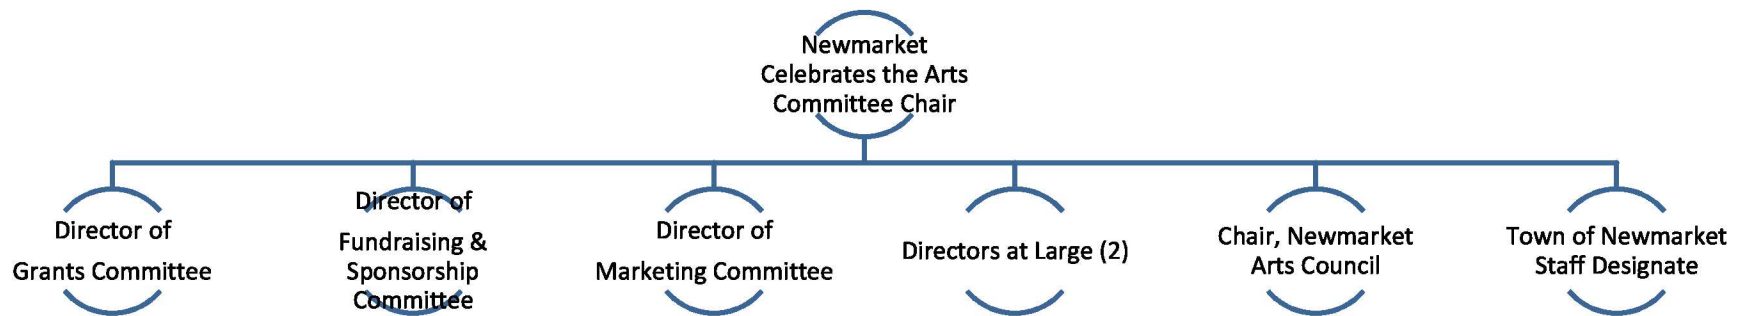 Newmarket
Celebrates the Arts
Committee Chair
Director of
Grants Committee
Director of
Fundraising &
Sponsorship
Committee
Director of
Marketing Committee
Directors at Large (2)
Chair, Newmarket
Arts Council
Town of Newmarket
Staff Designate